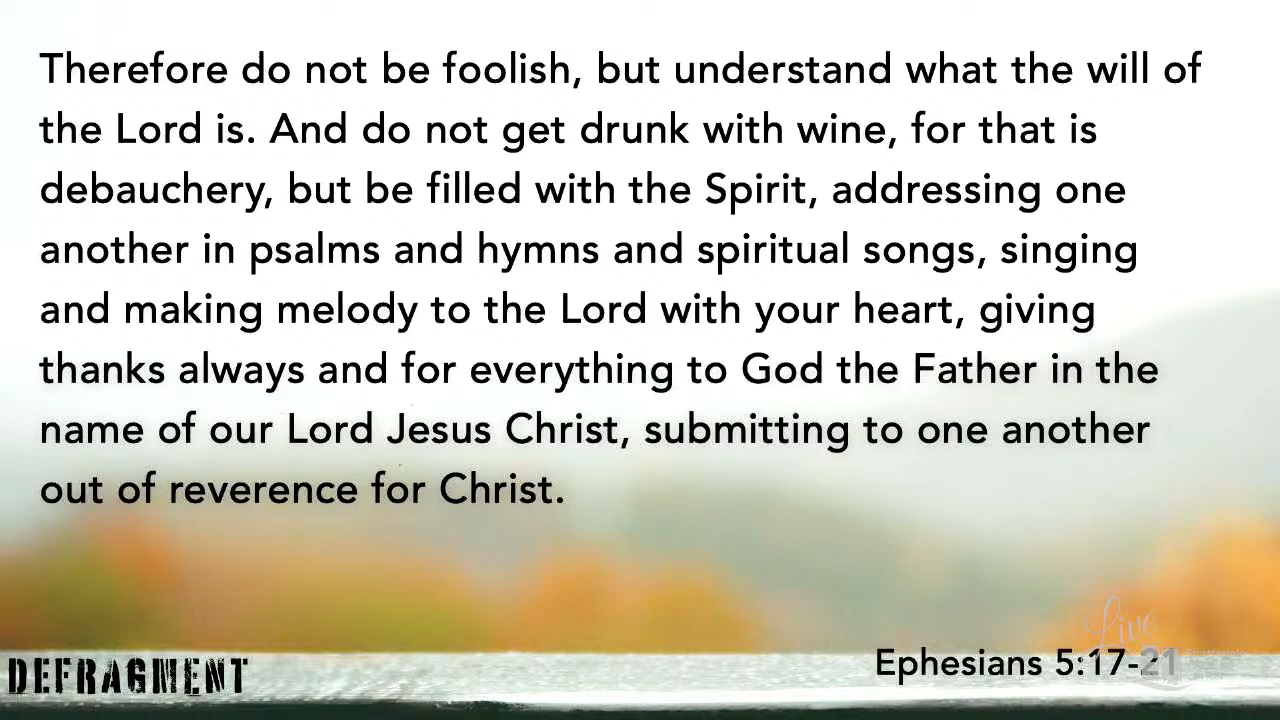 Therefore do not be foolish, but understand what the will of
the Lord is. And do not get drunk with wine, for that is
debauchery, but be filled with the Spirit, addressing one
another in psalms and hymns and spiritual songs, singing
and making melody to the Lord with your heart, giving
thanks always and for everything to God the Father in the
name of our Lord Jesus Christ, submitting to one another
out of reverence for Christ.
Live
DEFRAGMENT
Ephesians 5:17-21